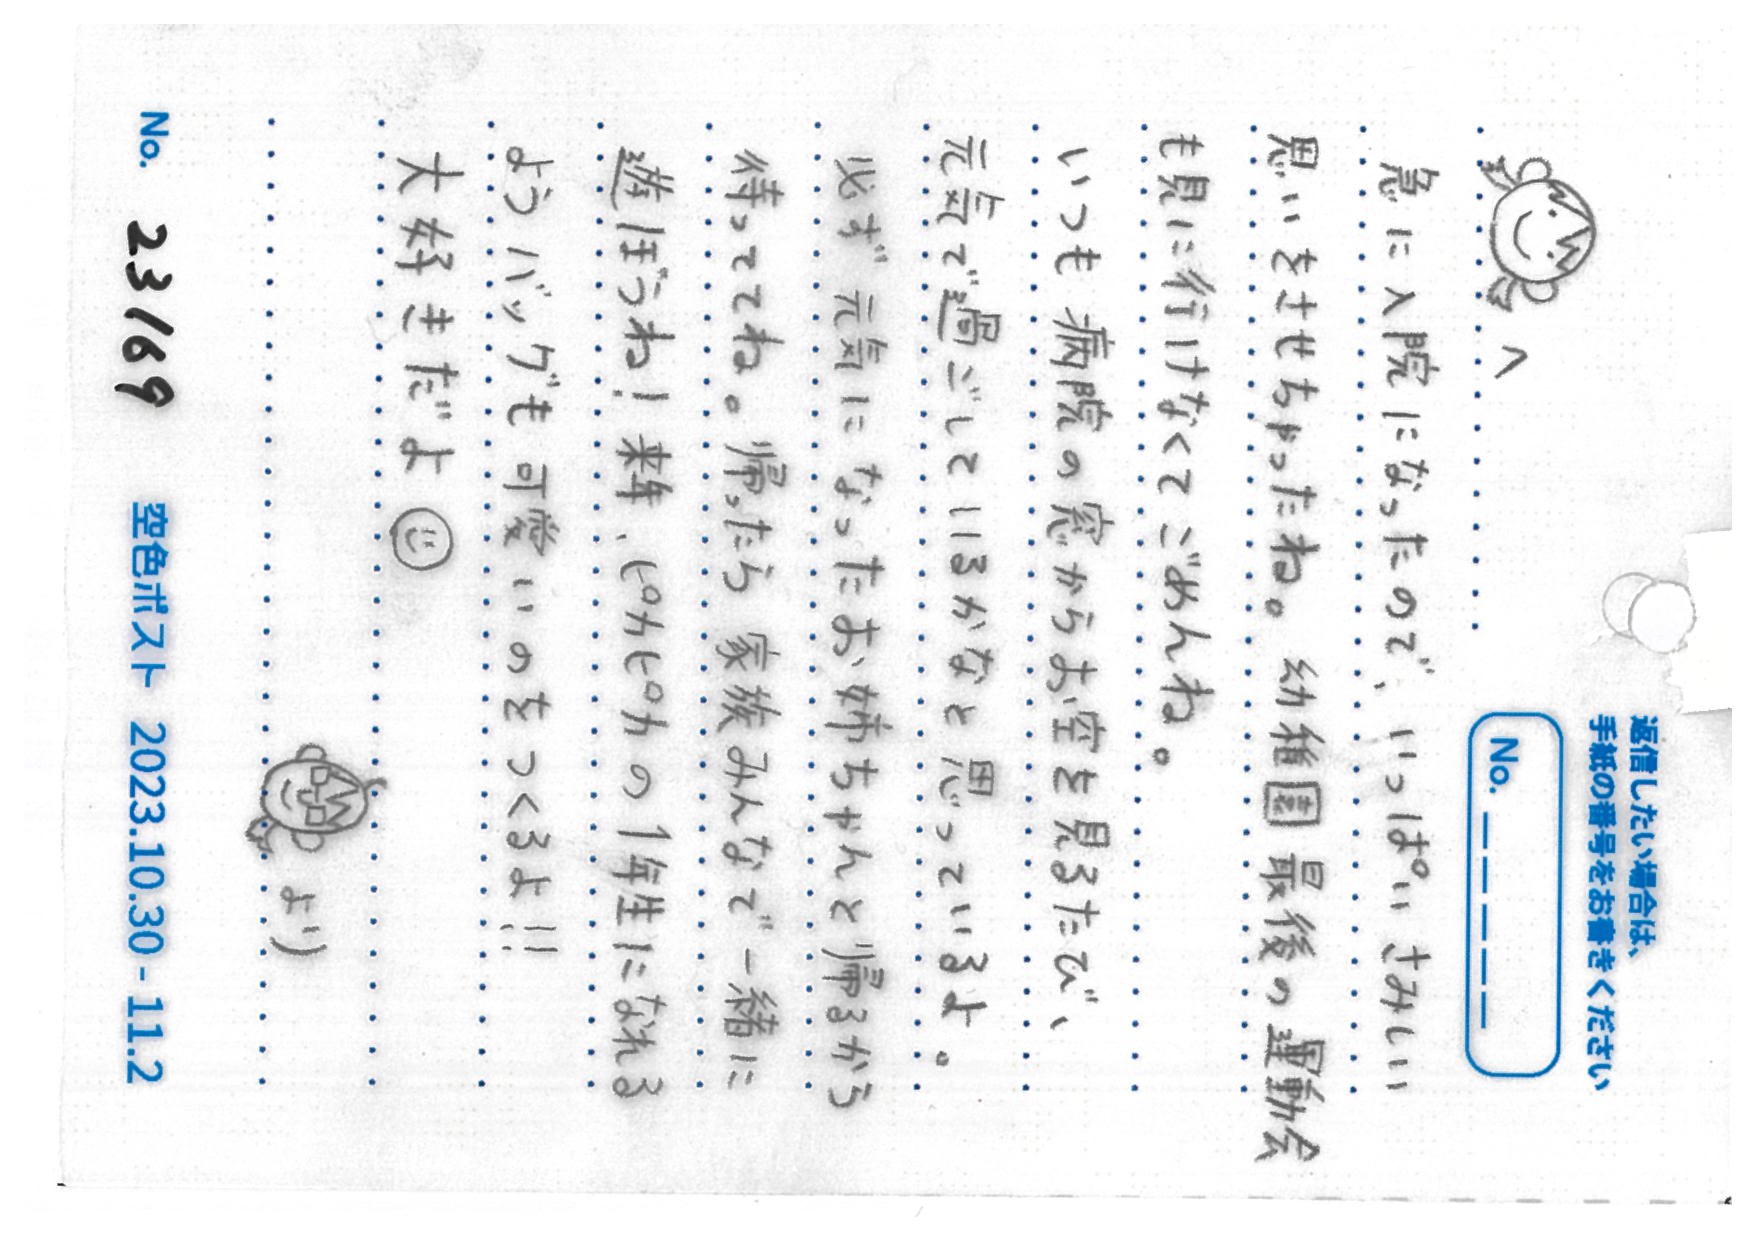 返信したい場合は、
手紙の番号をお書きください
No. _ _ _ _ _
へ
急に入院になったので、いっぱいさみしい
思いをさせちゃったね。幼稚園最後の運動会
も見に行けなくてごめんね。
いつも病院の窓からお空を見るたび、
元気で過ごしているかなと思っているよ。
必ず元気になったお姉ちゃんと帰るから
待っててね。帰ったら家族みんなで一緒に
遊ぼうね!来年、ピカピカの1年生になれる
ようバッグも可愛いのをつくるよ!!
大好きだよ
より
No. 23169 空色ポスト 2023.10.30 - 11.2